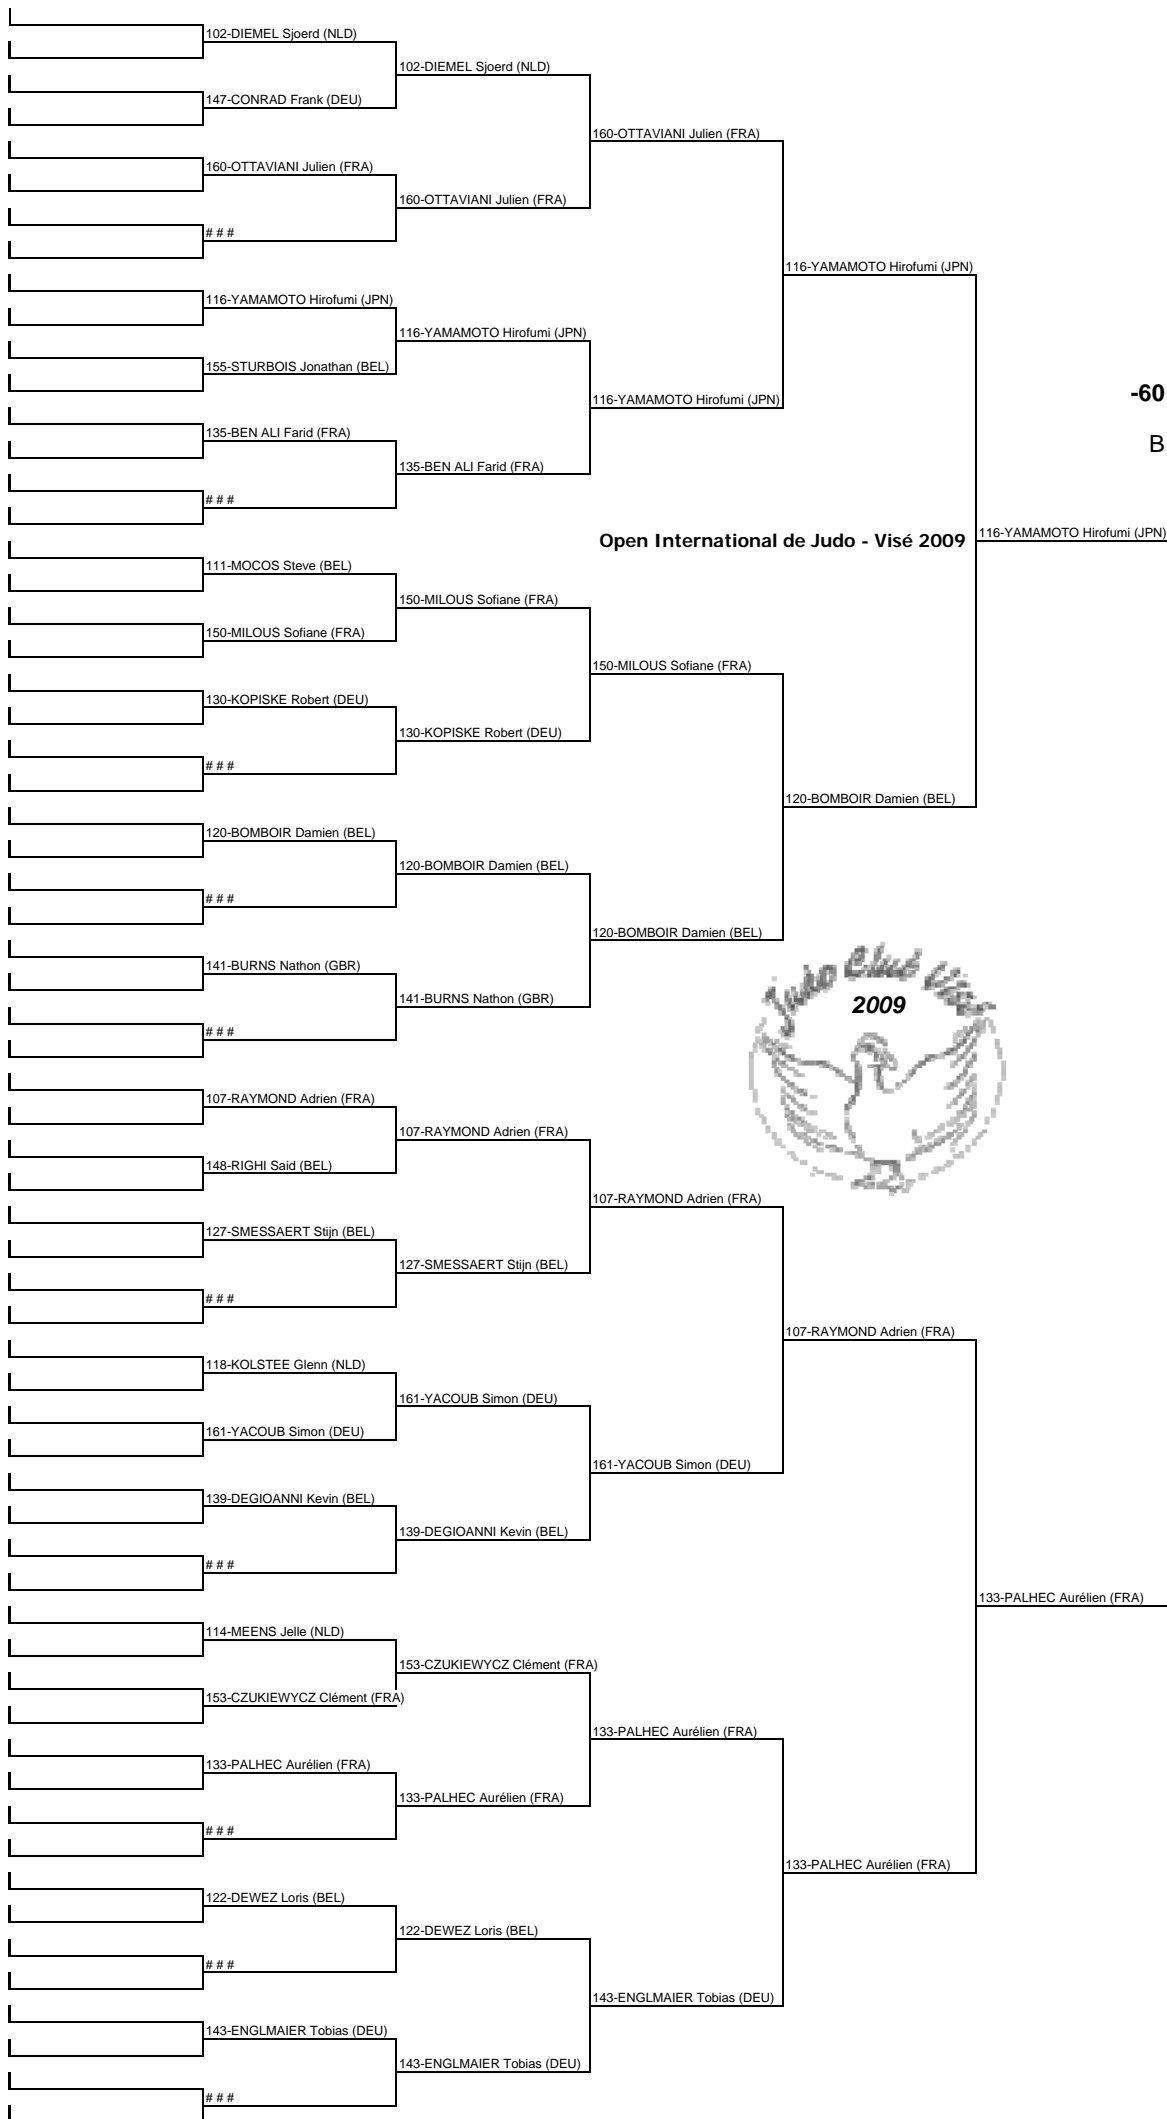 102-DIEMEL Sjoerd (NLD)
102-DIEMEL Sjoerd (NLD)
147-CONRAD Frank (DEU)
160-OTTAVIANI Julien (FRA)
160-OTTAVIANI Julien (FRA)
160-OTTAVIANI Julien (FRA)
# # #
116-YAMAMOTO Hirofumi (JPN)
116-YAMAMOTO Hirofumi (JPN)
116-YAMAMOTO Hirofumi (JPN)
155-STURBOIS Jonathan (BEL)
-60
116-YAMAMOTO Hirofumi (JPN)
135-BEN ALI Farid (FRA)
B
135-BEN ALI Farid (FRA)
# # #
116-YAMAMOTO Hirofumi (JPN)
Open International de Judo - Visé 2009
111-MOCOS Steve (BEL)
150-MILOUS Sofiane (FRA)
150-MILOUS Sofiane (FRA)
150-MILOUS Sofiane (FRA)
130-KOPISKE Robert (DEU)
130-KOPISKE Robert (DEU)
# # #
120-BOMBOIR Damien (BEL)
120-BOMBOIR Damien (BEL)
120-BOMBOIR Damien (BEL)
# # #
120-BOMBOIR Damien (BEL)
141-BURNS Nathon (GBR)
Judo Club Visé
141-BURNS Nathon (GBR)
2009
# # #
107-RAYMOND Adrien (FRA)
107-RAYMOND Adrien (FRA)
148-RIGHI Said (BEL)
107-RAYMOND Adrien (FRA)
127-SMESSAERT Stijn (BEL)
127-SMESSAERT Stijn (BEL)
# # #
107-RAYMOND Adrien (FRA)
118-KOLSTEE Glenn (NLD)
161-YACOUB Simon (DEU)
161-YACOUB Simon (DEU)
161-YACOUB Simon (DEU)
139-DEGIOANNI Kevin (BEL)
139-DEGIOANNI Kevin (BEL)
# # #
133-PALHEC Aurélien (FRA)
114-MEENS Jelle (NLD)
153-CZUKIEWYCZ Clément (FRA)
153-CZUKIEWYCZ Clément (FRA)
133-PALHEC Aurélien (FRA)
133-PALHEC Aurélien (FRA)
133-PALHEC Aurélien (FRA)
# # #
133-PALHEC Aurélien (FRA)
122-DEWEZ Loris (BEL)
122-DEWEZ Loris (BEL)
# # #
143-ENGLMAIER Tobias (DEU)
143-ENGLMAIER Tobias (DEU)
143-ENGLMAIER Tobias (DEU)
# # #